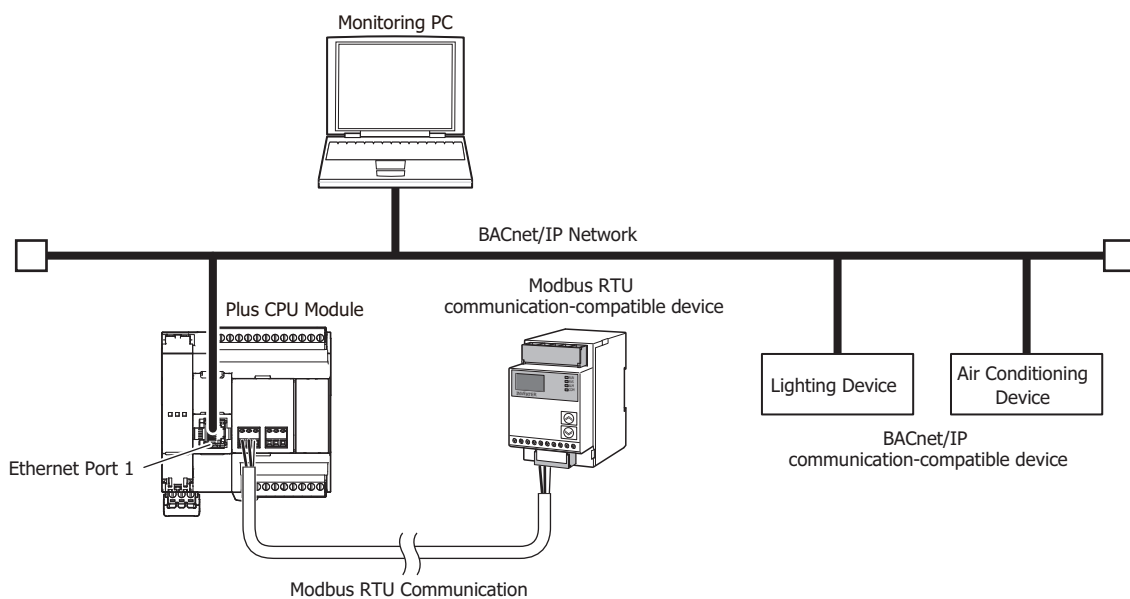 Monitoring PC
BACnet/IP Network
Modbus RTU
communication-compatible device
Plus CPU Module
Lighting Device
Air Conditioning
Device
Ethernet Port 1
BACnet/IP
communication-compatible device
Modbus RTU Communication